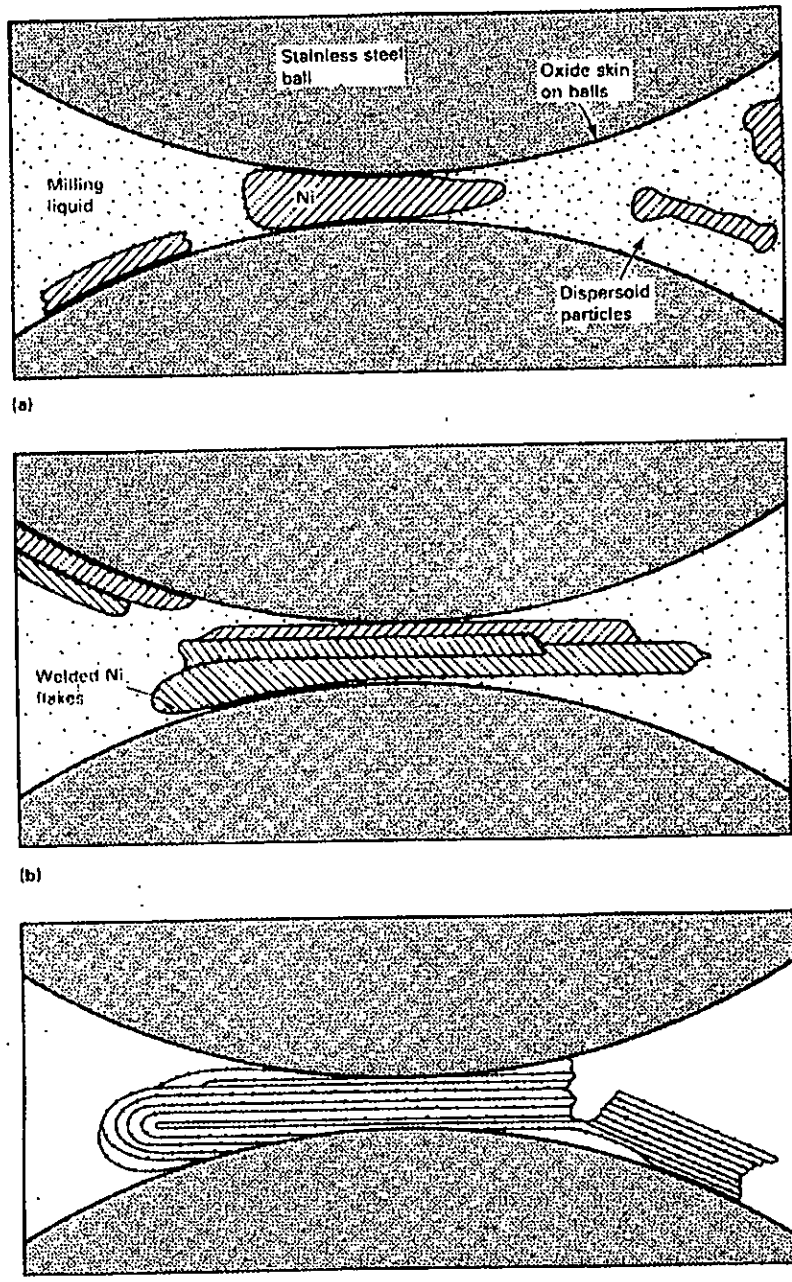 Stainless steel
ball
Oxide skin
on balls
Milling
liquid
Ni
Dispersoid
particles
(a)
Welded Ni
flakes
(b)